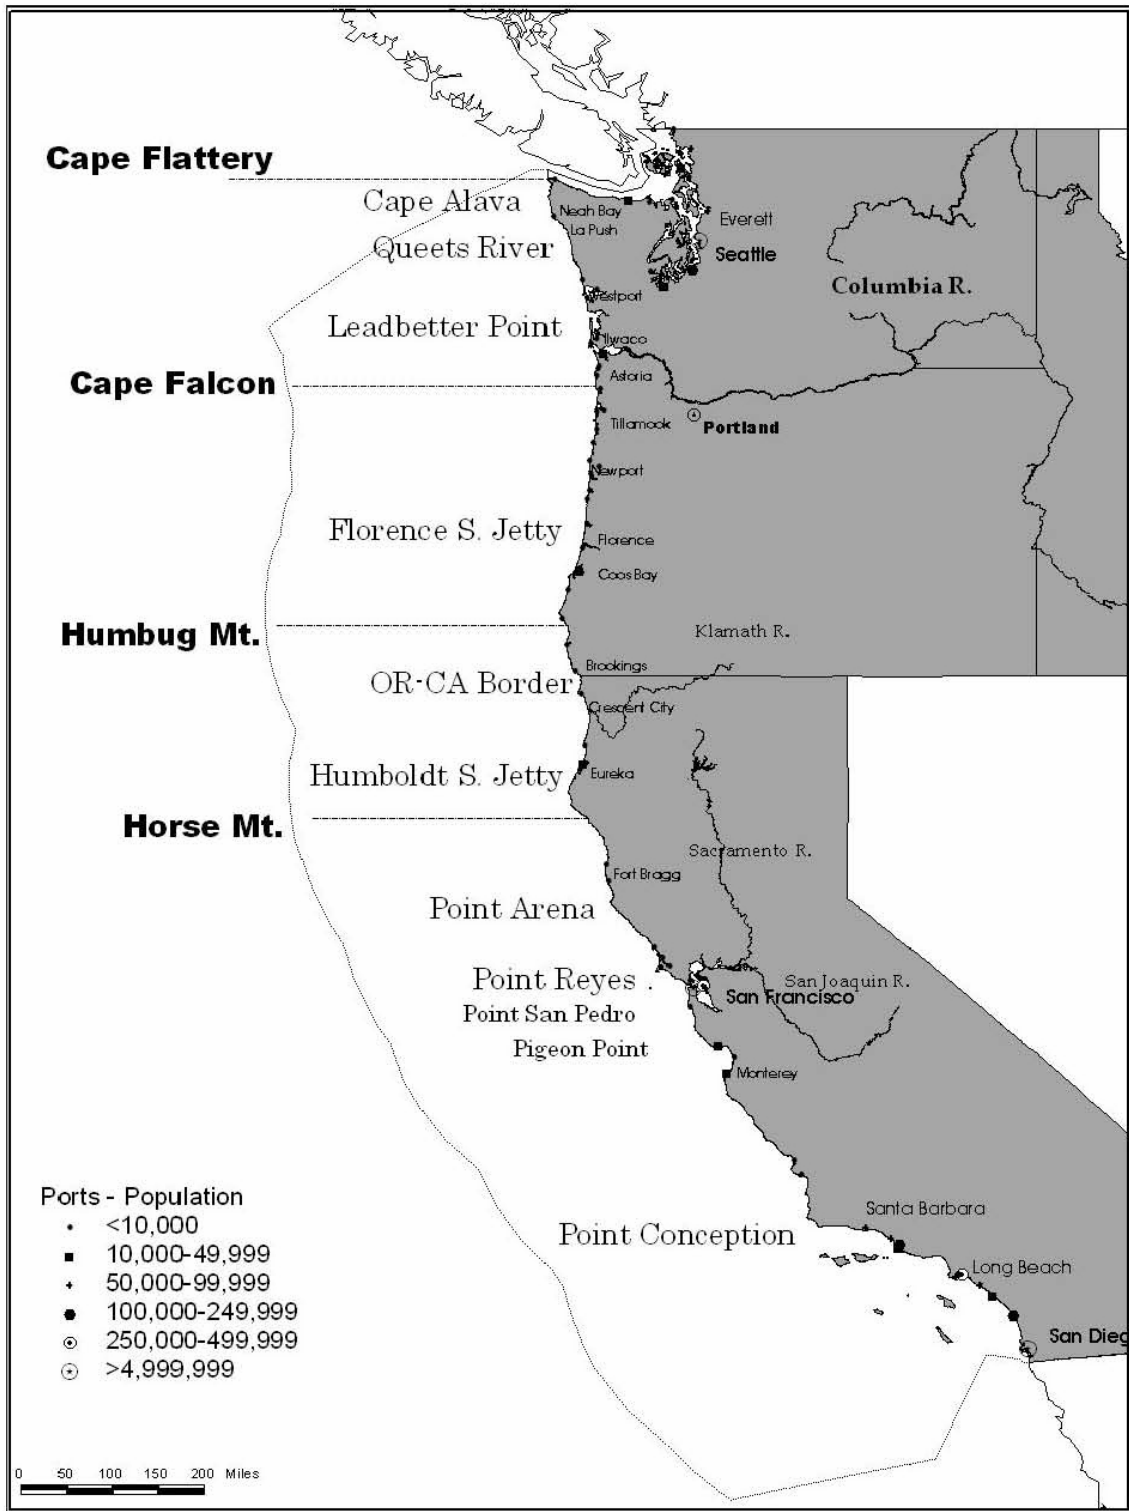 Cape Flattery
Cape Alava
Neah Bay
La Push
Everett
Queets River
Seattle
Columbia R.
Westport
Leadbetter Point
Ilwaco
Cape Falcon
Astoria
Tillamook
Portland
Newport
Florence S. Jetty
Florence
Coos Bay
Humbug Mt.
Klamath R.
Brookings
OR-CA Border
Crescent City
Humboldt S. Jetty
Eureka
Horse Mt.
Sacramento R.
Fort Bragg
Point Arena
Point Reyes .
San Joaquin R.
San Francisco
Point San Pedro
Pigeon Point
Monterey
Ports - Population
<10,000
10,000-49,999
50,000-99,999
100,000-249,999
250,000-499,999
>4,999,999
Santa Barbara
Point Conception
Long Beach
San Dieg
0 50 100 150 200 Miles